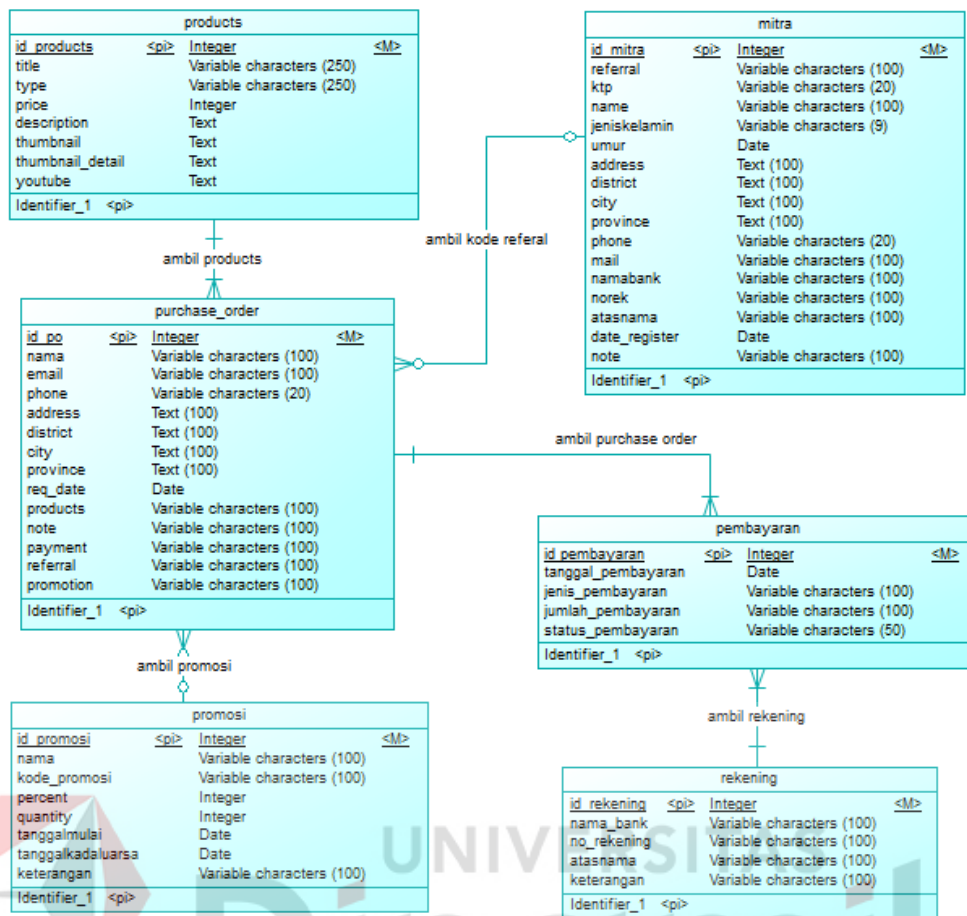 products
id_products <pi> Integer <M>
title Variable characters (250)
type Variable characters (250)
price Integer
description Text
thumbnail Text
thumbnail_detail Text
youtube Text
Identifier_1 <pi>
mitra
id_mitra <pi> Integer <M>
referral Variable characters (100)
ktp Variable characters (20)
name Variable characters (100)
jeniskelamin Variable characters (9)
umur Date
address Text (100)
district Text (100)
city Text (100)
province Text (100)
phone Variable characters (20)
mail Variable characters (100)
namabank Variable characters (100)
norek Variable characters (100)
atasnama Variable characters (100)
date_register Date
note Variable characters (100)
Identifier_1 <pi>
ambil kode referal
ambil products
purchase_order
id_po <pi> Integer <M>
nama Variable characters (100)
email Variable characters (100)
phone Variable characters (20)
address Text (100)
district Text (100)
city Text (100)
province Text (100)
req_date Date
products Variable characters (100)
note Variable characters (100)
payment Variable characters (100)
referral Variable characters (100)
promotion Variable characters (100)
Identifier_1 <pi>
ambil purchase order
pembayaran
id_pembayaran <pi> Integer <M>
tanggal_pembayaran Date
jenis_pembayaran Variable characters (100)
jumlah_pembayaran Variable characters (100)
status_pembayaran Variable characters (50)
Identifier_1 <pi>
ambil promosi
promosi
id_promosi <pi> Integer <M>
nama Variable characters (100)
kode_promosi Variable characters (100)
percent Integer
quantity Integer
tanggalmulai Date
tanggalkadaluarsa Date
keterangan Variable characters (100)
Identifier_1 <pi>
ambil rekening
rekening
id_rekening <pi> Integer <M>
nama_bank Variable characters (100)
no_rekening Variable characters (100)
atasnama Variable characters (100)
keterangan Variable characters (100)
Identifier_1 <pi>
UNIVERSITAS